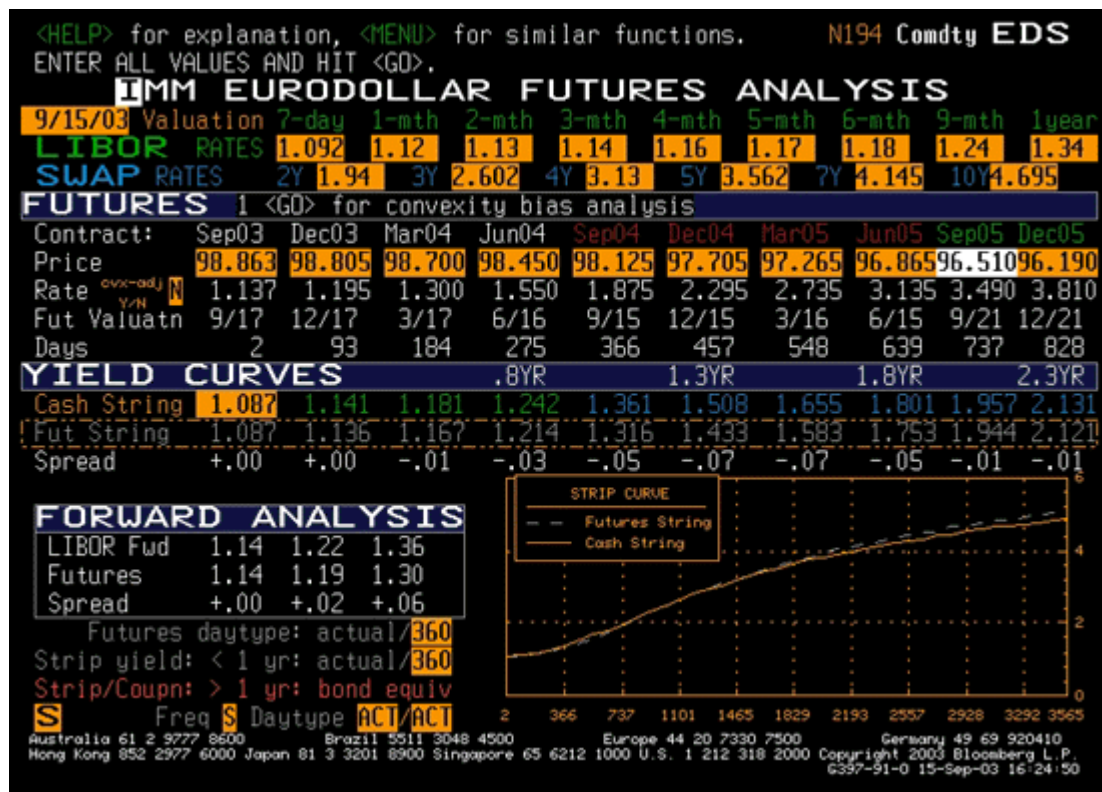 <HELP> for explanation, <MENU> for similar functions. N194 Comdty EDS
ENTER ALL VALUES AND HIT <GO>.
IMM EURODOLLAR FUTURES ANALYSIS
9/15/03 Valuation 7-day 1-mth 2-mth 3-mth 4-mth 5-mth 6-mth 9-mth 1year
LIBOR RATES 1.092 1.12 1.13 1.14 1.16 1.17 1.18 1.24 1.34
SWAP RATES 2Y 1.94 3Y 2.602 4Y 3.13 5Y 3.562 7Y 4.145 10Y 4.695
FUTURES 1 <GO> for convexity bias analysis
Contract: Sep03 Dec03 Mar04 Jun04 Sep04 Dec04 Mar05 Jun05 Sep05 Dec05
Price 98.863 98.805 98.700 98.450 98.125 97.705 97.265 96.865 96.510 96.190
Rate cvx-adj Y/N N 1.137 1.195 1.300 1.550 1.875 2.295 2.735 3.135 3.490 3.810
Fut Valuatn 9/17 12/17 3/17 6/16 9/15 12/15 3/16 6/15 9/21 12/21
Days 2 93 184 275 366 457 548 639 737 828
YIELD CURVES .8YR 1.3YR 1.8YR 2.3YR
Cash String 1.087 1.141 1.181 1.242 1.361 1.508 1.655 1.801 1.957 2.131
Fut String 1.087 1.136 1.167 1.214 1.316 1.433 1.583 1.753 1.944 2.121
Spread +.00 +.00 -.01 -.03 -.05 -.07 -.07 -.05 -.01 -.01
FORWARD ANALYSIS
LIBOR Fwd 1.14 1.22 1.36
Futures 1.14 1.19 1.30
Spread +.00 +.02 +.06
Futures daytype: actual/360
Strip yield: < 1 yr: actual/360
Strip/Coupn: > 1 yr: bond equiv
S Freq S Daytype ACT/ACT
STRIP CURVE
Futures String
Cash String
6
4
2
0
2 366 737 1101 1465 1829 2193 2557 2928 3292 3565
Australia 61 2 9777 8600 Brazil 5511 3048 4500 Europe 44 20 7330 7500 Germany 49 69 920410
Hong Kong 852 2977 6000 Japan 81 3 3201 8900 Singapore 65 6212 1000 U.S. 1 212 318 2000 Copyright 2003 Bloomberg L.P.
G397-91-0 15-Sep-03 16:24:50